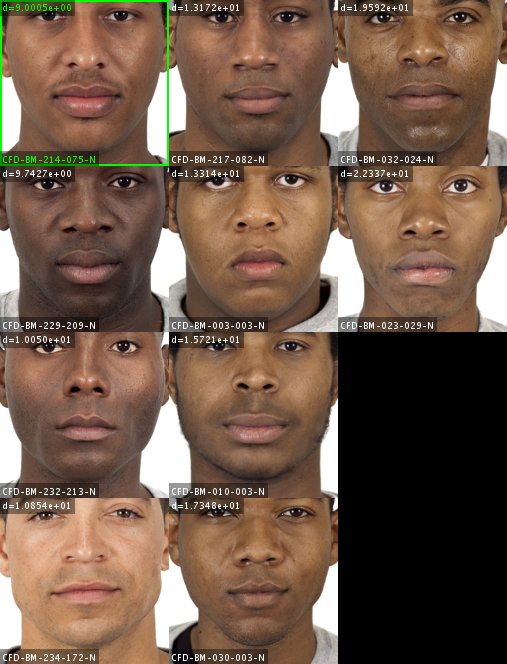 d=9.0005e+00
CFD-BM-214-075-N
d=1.3172e+01
CFD-BM-217-082-N
d=1.9592e+01
CFD-BM-032-024-N
d=9.7427e+00
CFD-BM-229-209-N
d=1.3314e+01
CFD-BM-003-003-N
d=2.2337e+01
CFD-BM-023-029-N
d=1.0050e+01
CFD-BM-232-213-N
d=1.5721e+01
CFD-BM-010-003-N
d=1.0854e+01
CFD-BM-234-172-N
d=1.7348e+01
CFD-BM-030-003-N